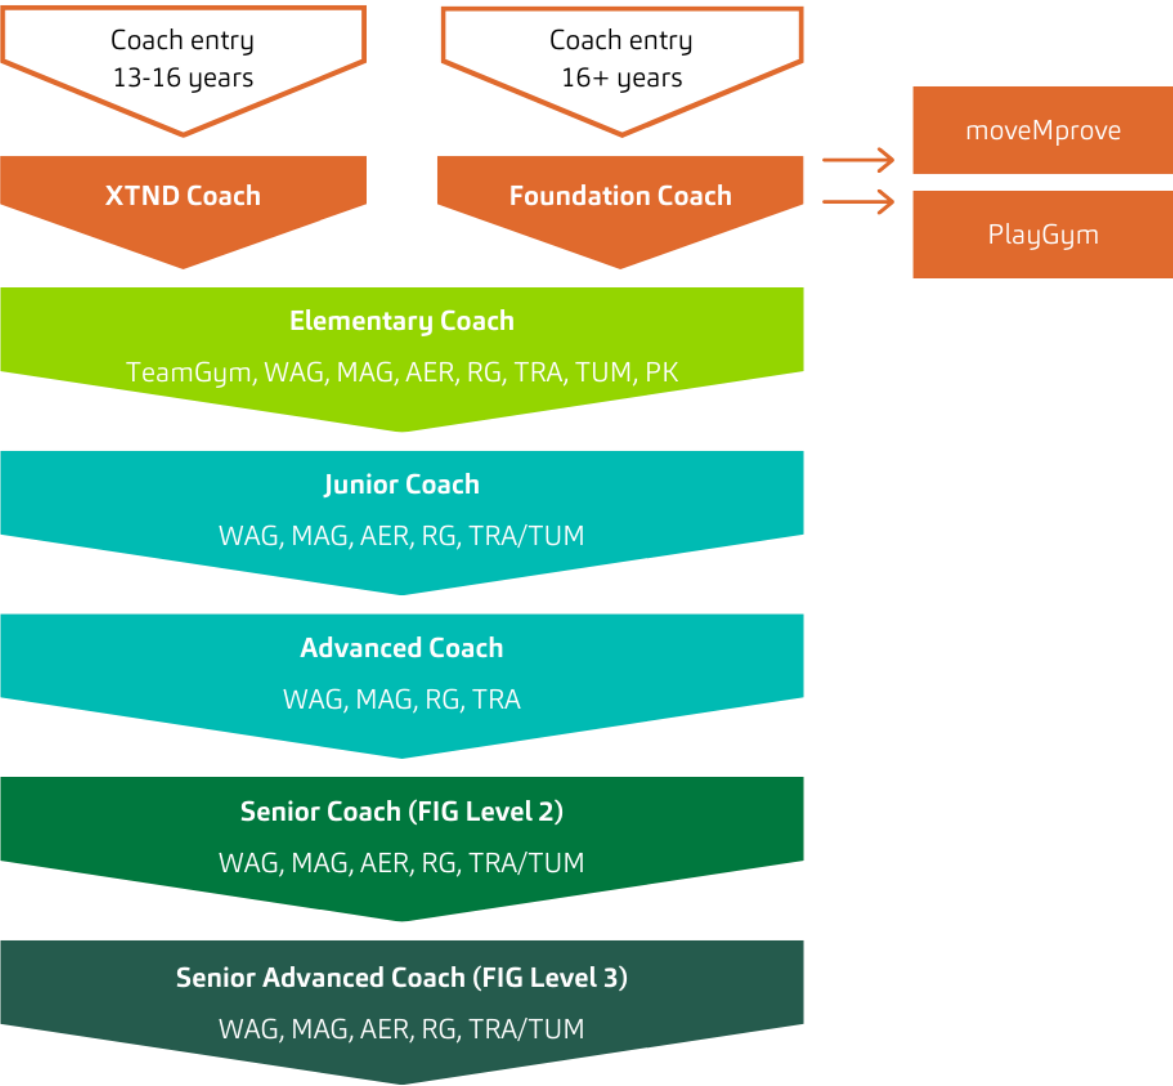 Coach entry
13-16 years
Coach entry
16+ years
XTND Coach
Foundation Coach
moveMprove
PlayGym
Elementary Coach
TeamGym, WAG, MAG, AER, RG, TRA, TUM, PK
Junior Coach
WAG, MAG, AER, RG, TRA/TUM
Advanced Coach
WAG, MAG, RG, TRA
Senior Coach (FIG Level 2)
WAG, MAG, AER, RG, TRA/TUM
Senior Advanced Coach (FIG Level 3)
WAG, MAG, AER, RG, TRA/TUM